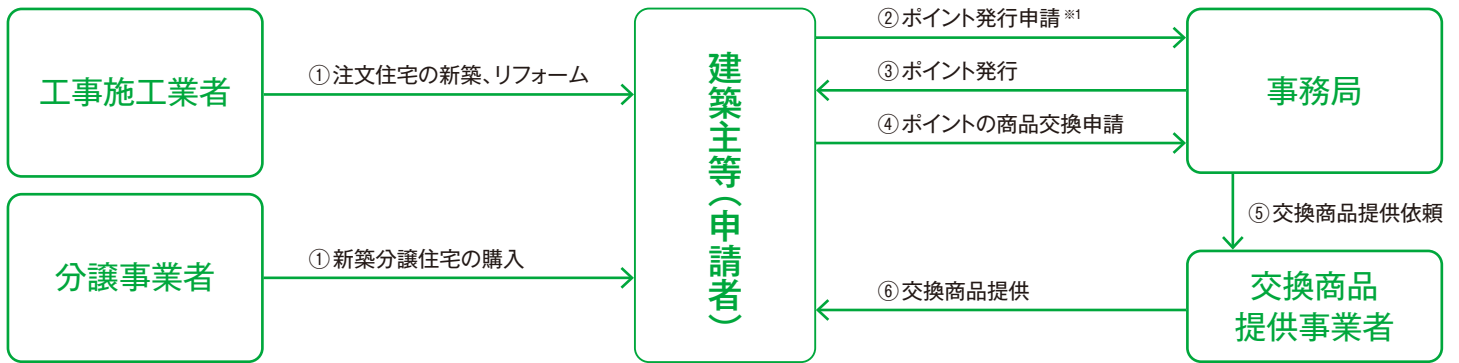 工事施工業者
①注文住宅の新築、リフォーム
分譲事業者
①新築分譲住宅の購入
建築主等(申請者)
②ポイント発行申請※1
③ポイント発行
④ポイントの商品交換申請
事務局
⑤交換商品提供依頼
⑥交換商品提供
交換商品
提供事業者